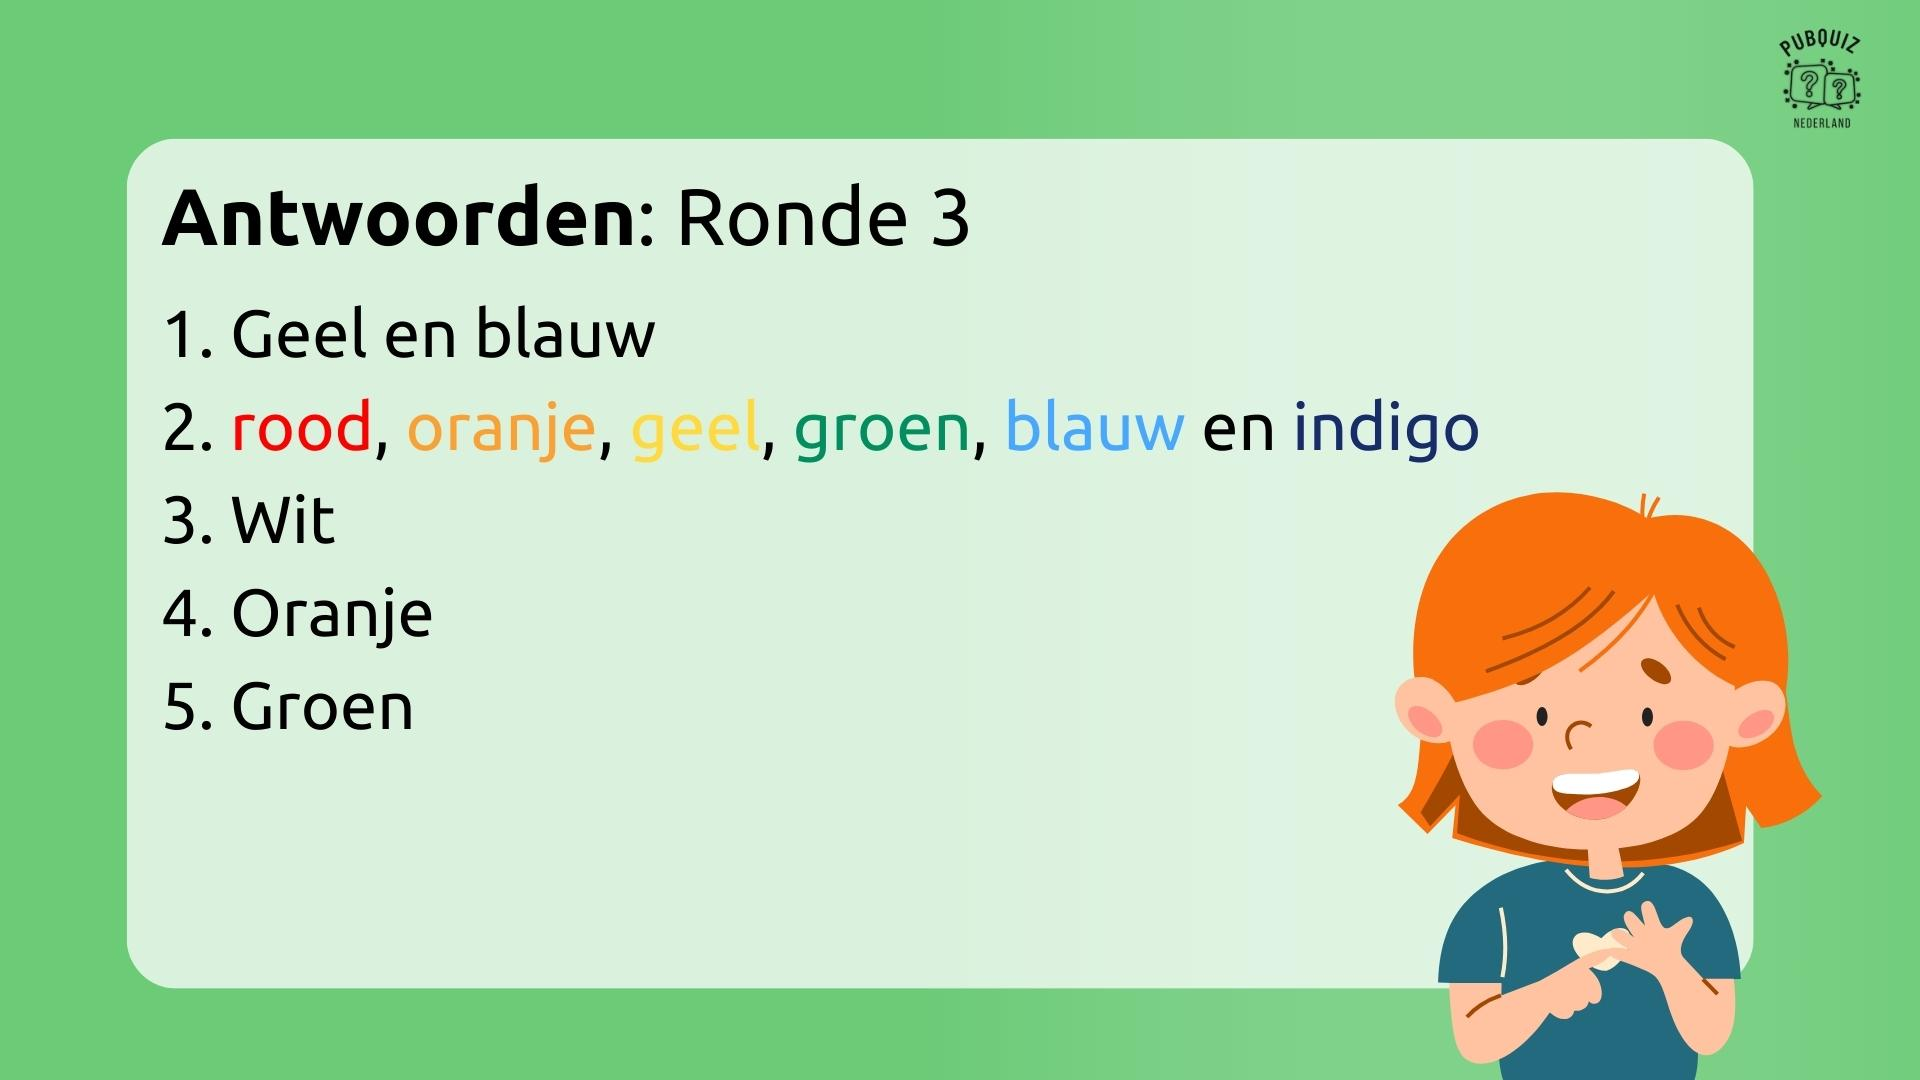 PUBQUIZ
? ?
NEDERLAND
Antwoorden: Ronde 3
1. Geel en blauw
2. rood, oranje, geel, groen, blauw en indigo
3. Wit
4. Oranje
5. Groen